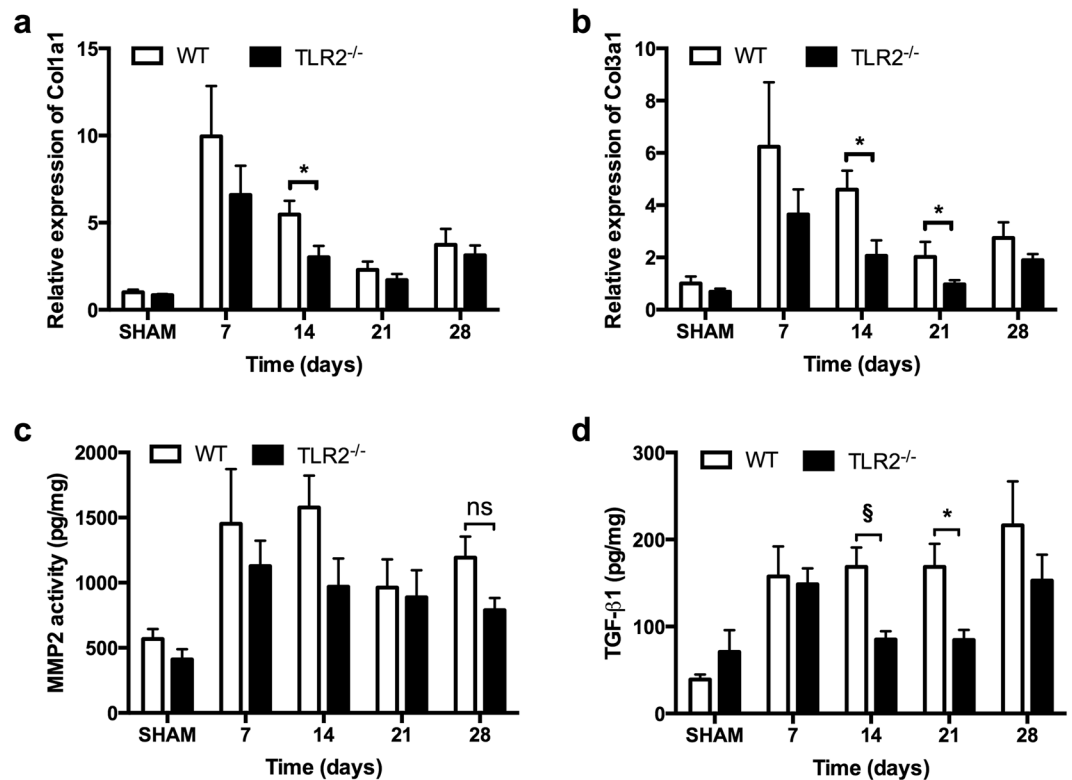 a
WT
TLR2-/-
Relative expression of Col1a1
15
10
5
0
SHAM
7
14
21
28
*
Time (days)
b
WT
TLR2-/-
Relative expression of Col3a1
10
8
6
4
2
0
SHAM
7
14
21
28
*
*
Time (days)
c
WT
TLR2-/-
MMP2 activity (pg/mg)
2000
1500
1000
500
0
SHAM
7
14
21
28
ns
Time (days)
d
WT
TLR2-/-
TGF-β1 (pg/mg)
300
200
100
0
SHAM
7
14
21
28
§
*
Time (days)